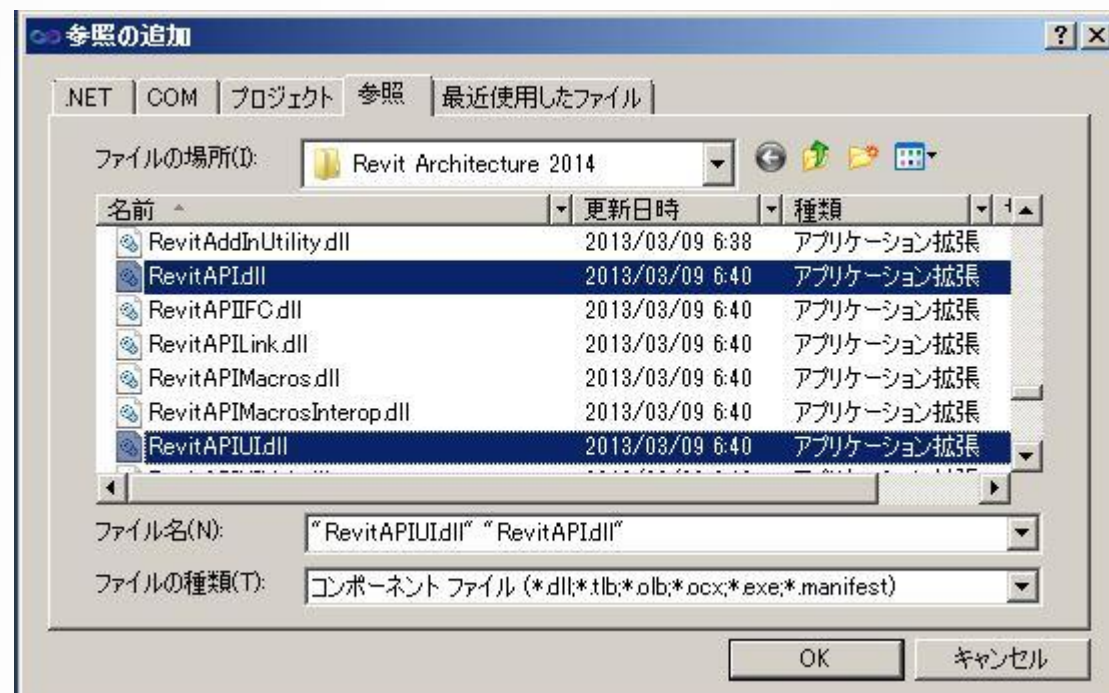 参照の追加
.NET COM プロジェクト 参照 最近使用したファイル
ファイルの場所(I): Revit Architecture 2014
名前 更新日時 種類
RevitAddInUtility.dll 2013/03/09 6:38 アプリケーション拡張
RevitAPI.dll 2013/03/09 6:40 アプリケーション拡張
RevitAPIIFC.dll 2013/03/09 6:40 アプリケーション拡張
RevitAPILink.dll 2013/03/09 6:40 アプリケーション拡張
RevitAPIMacros.dll 2013/03/09 6:40 アプリケーション拡張
RevitAPIMacrosInterop.dll 2013/03/09 6:40 アプリケーション拡張
RevitAPIUI.dll 2013/03/09 6:40 アプリケーション拡張
ファイル名(N): "RevitAPIUI.dll" "RevitAPI.dll"
ファイルの種類(T): コンポーネント ファイル (*.dll;*.tlb;*.olb;*.ocx;*.exe;*.manifest)
OK キャンセル